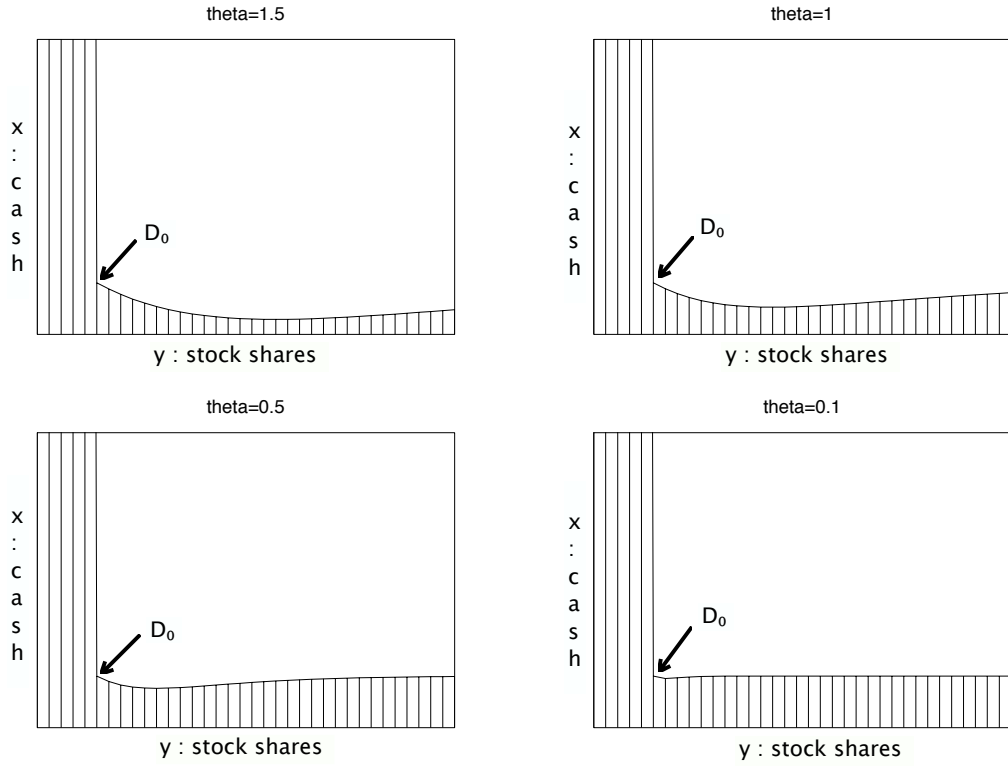 theta=1.5
x
:
c
a
s
h
D₀
y : stock shares
theta=1
x
:
c
a
s
h
D₀
y : stock shares
theta=0.5
x
:
c
a
s
h
D₀
y : stock shares
theta=0.1
x
:
c
a
s
h
D₀
y : stock shares